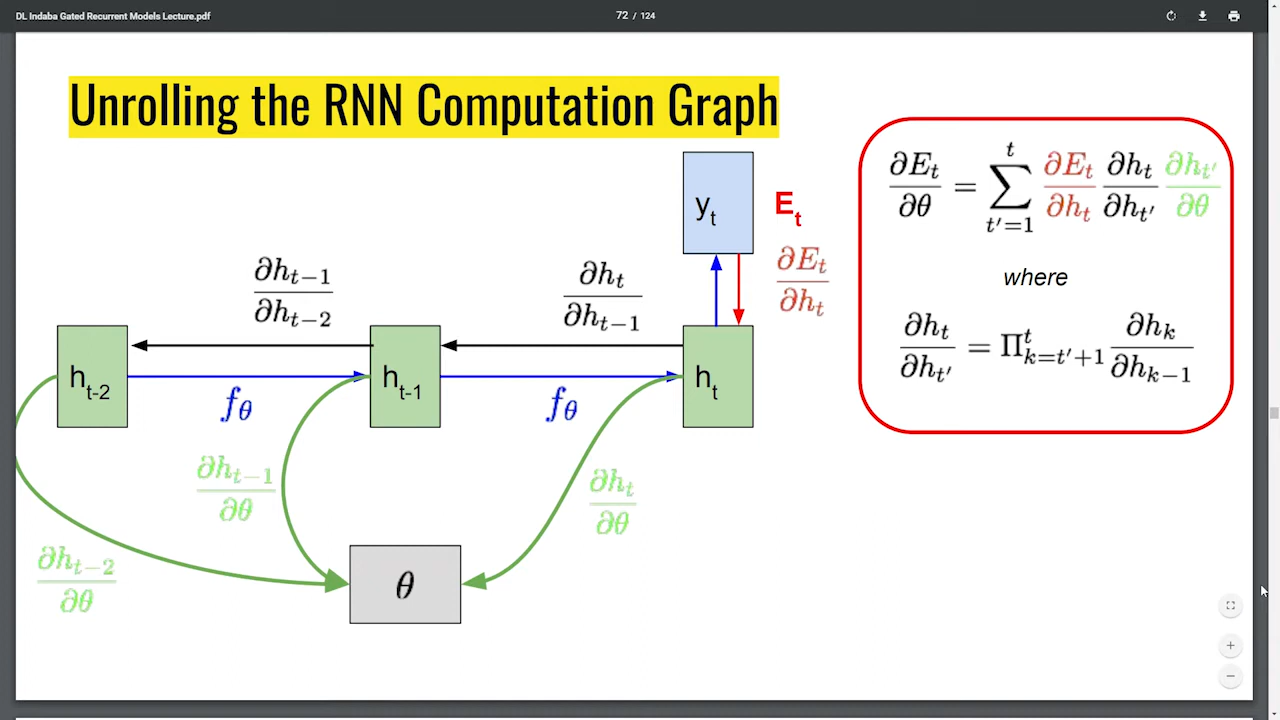 DL Indaba Gated Recurrent Models Lecture.pdf
72 / 124
Unrolling the RNN Computation Graph
y_t
E_t
∂E_t/∂h_t
∂h_{t−1}/∂h_{t−2}
∂h_t/∂h_{t−1}
h_{t-2}
f_θ
h_{t-1}
f_θ
h_t
∂h_{t−1}/∂θ
∂h_t/∂θ
∂h_{t−2}/∂θ
θ
∂E_t/∂θ = ∑_{t′=1}^{t} ∂E_t/∂h_t ∂h_t/∂h_{t′} ∂h_{t′}/∂θ
where
∂h_t/∂h_{t′} = Π_{k=t′+1}^{t} ∂h_k/∂h_{k−1}